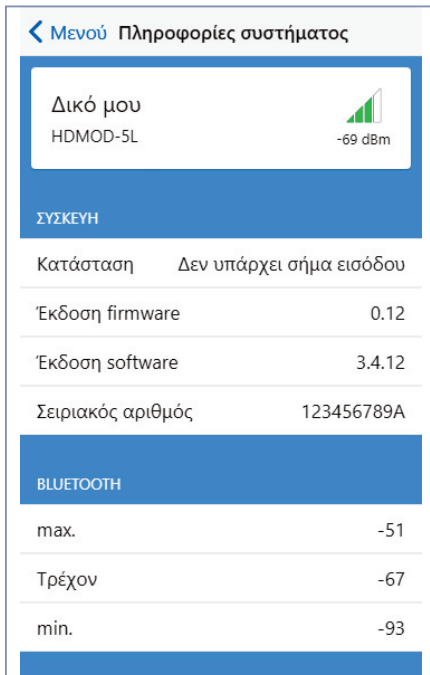 Μενού Πληροφορίες συστήματος
Δικό μου
HDMOD-5L
-69 dBm
ΣΥΣΚΕΥΗ
Κατάσταση Δεν υπάρχει σήμα εισόδου
Έκδοση firmware 0.12
Έκδοση software 3.4.12
Σειριακός αριθμός 123456789A
BLUETOOTH
max. -51
Τρέχον -67
min. -93